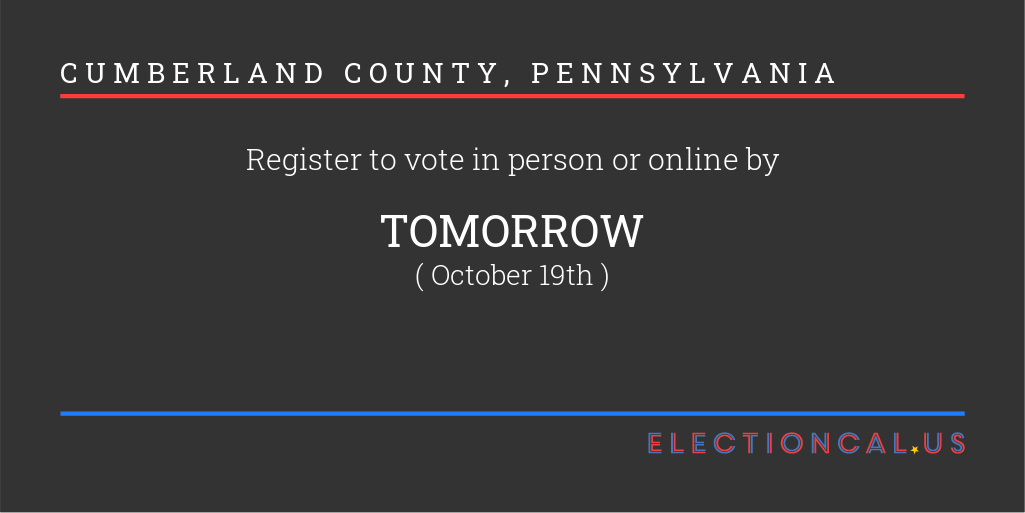 CUMBERLAND COUNTY, PENNSYLVANIA
Register to vote in person or online by
TOMORROW
( October 19th )
ELECTIONCAL.US